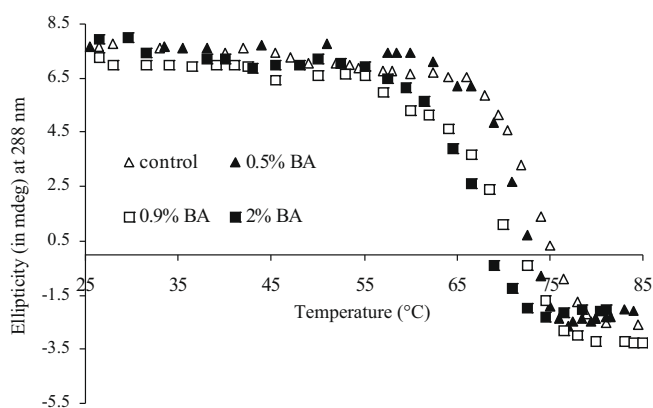 8.5
6.5
4.5
2.5
0.5
-1.5
-3.5
-5.5
Ellipticity (in mdeg) at 288 nm
control
0.5% BA
0.9% BA
2% BA
25 35 45 55 65 75 85
Temperature (°C)